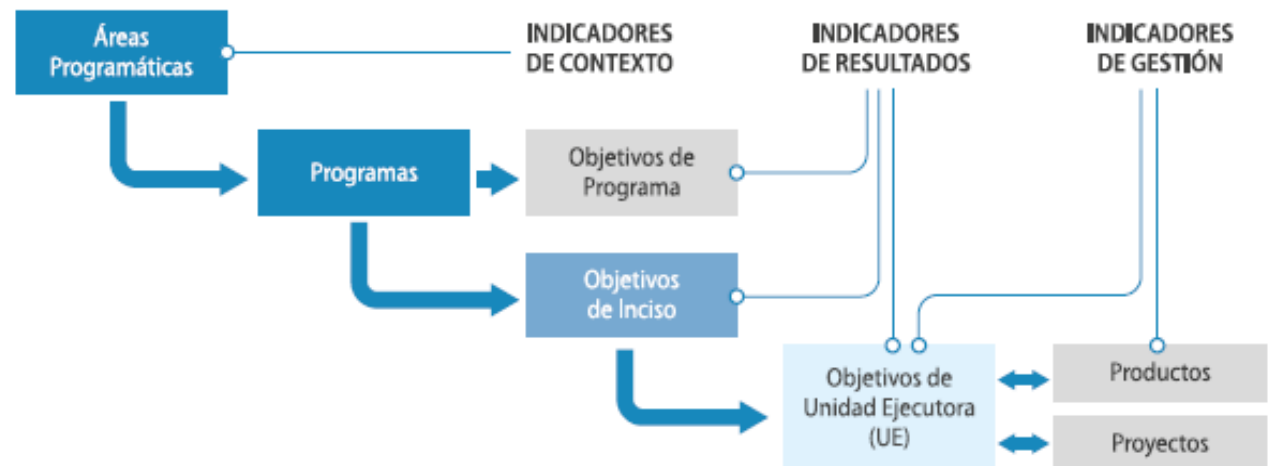 Áreas
Programáticas
INDICADORES
DE CONTEXTO
INDICADORES
DE RESULTADOS
INDICADORES
DE GESTIÓN
Programas
Objetivos de
Programa
Objetivos
de Inciso
Objetivos de
Unidad Ejecutora
(UE)
Productos
Proyectos